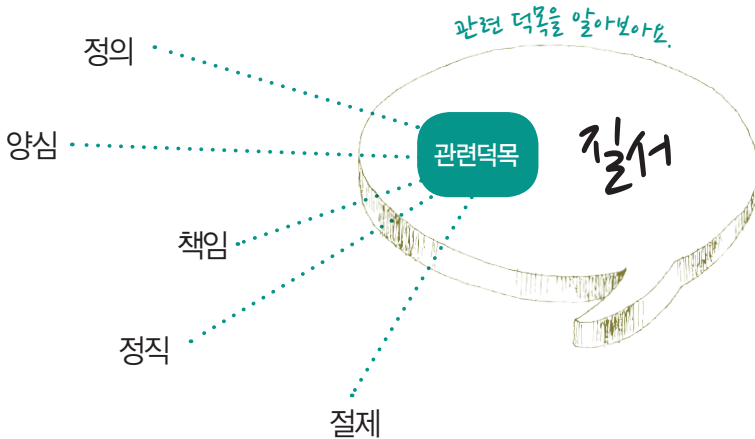 관련 덕목을 알아보아요.
정의
양심
관련덕목
질서
책임
정직
절제